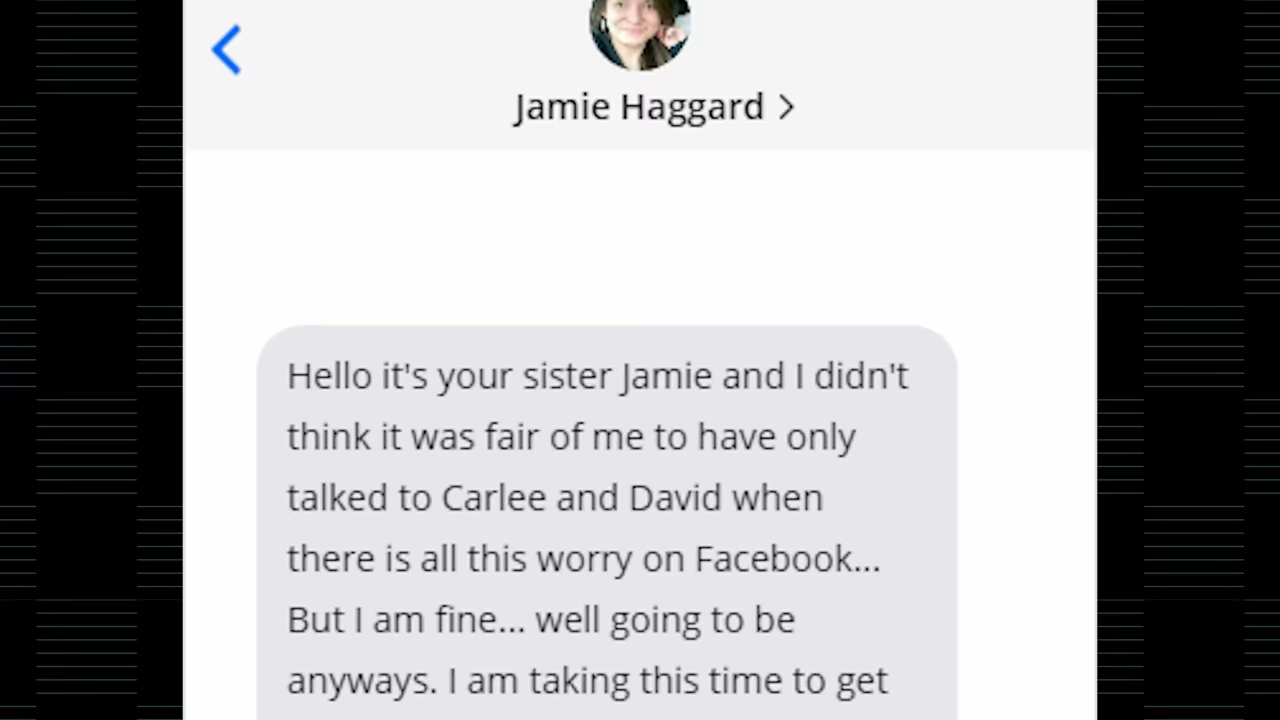 Jamie Haggard
Hello it's your sister Jamie and I didn't
think it was fair of me to have only
talked to Carlee and David when
there is all this worry on Facebook...
But I am fine... well going to be
anyways. I am taking this time to get